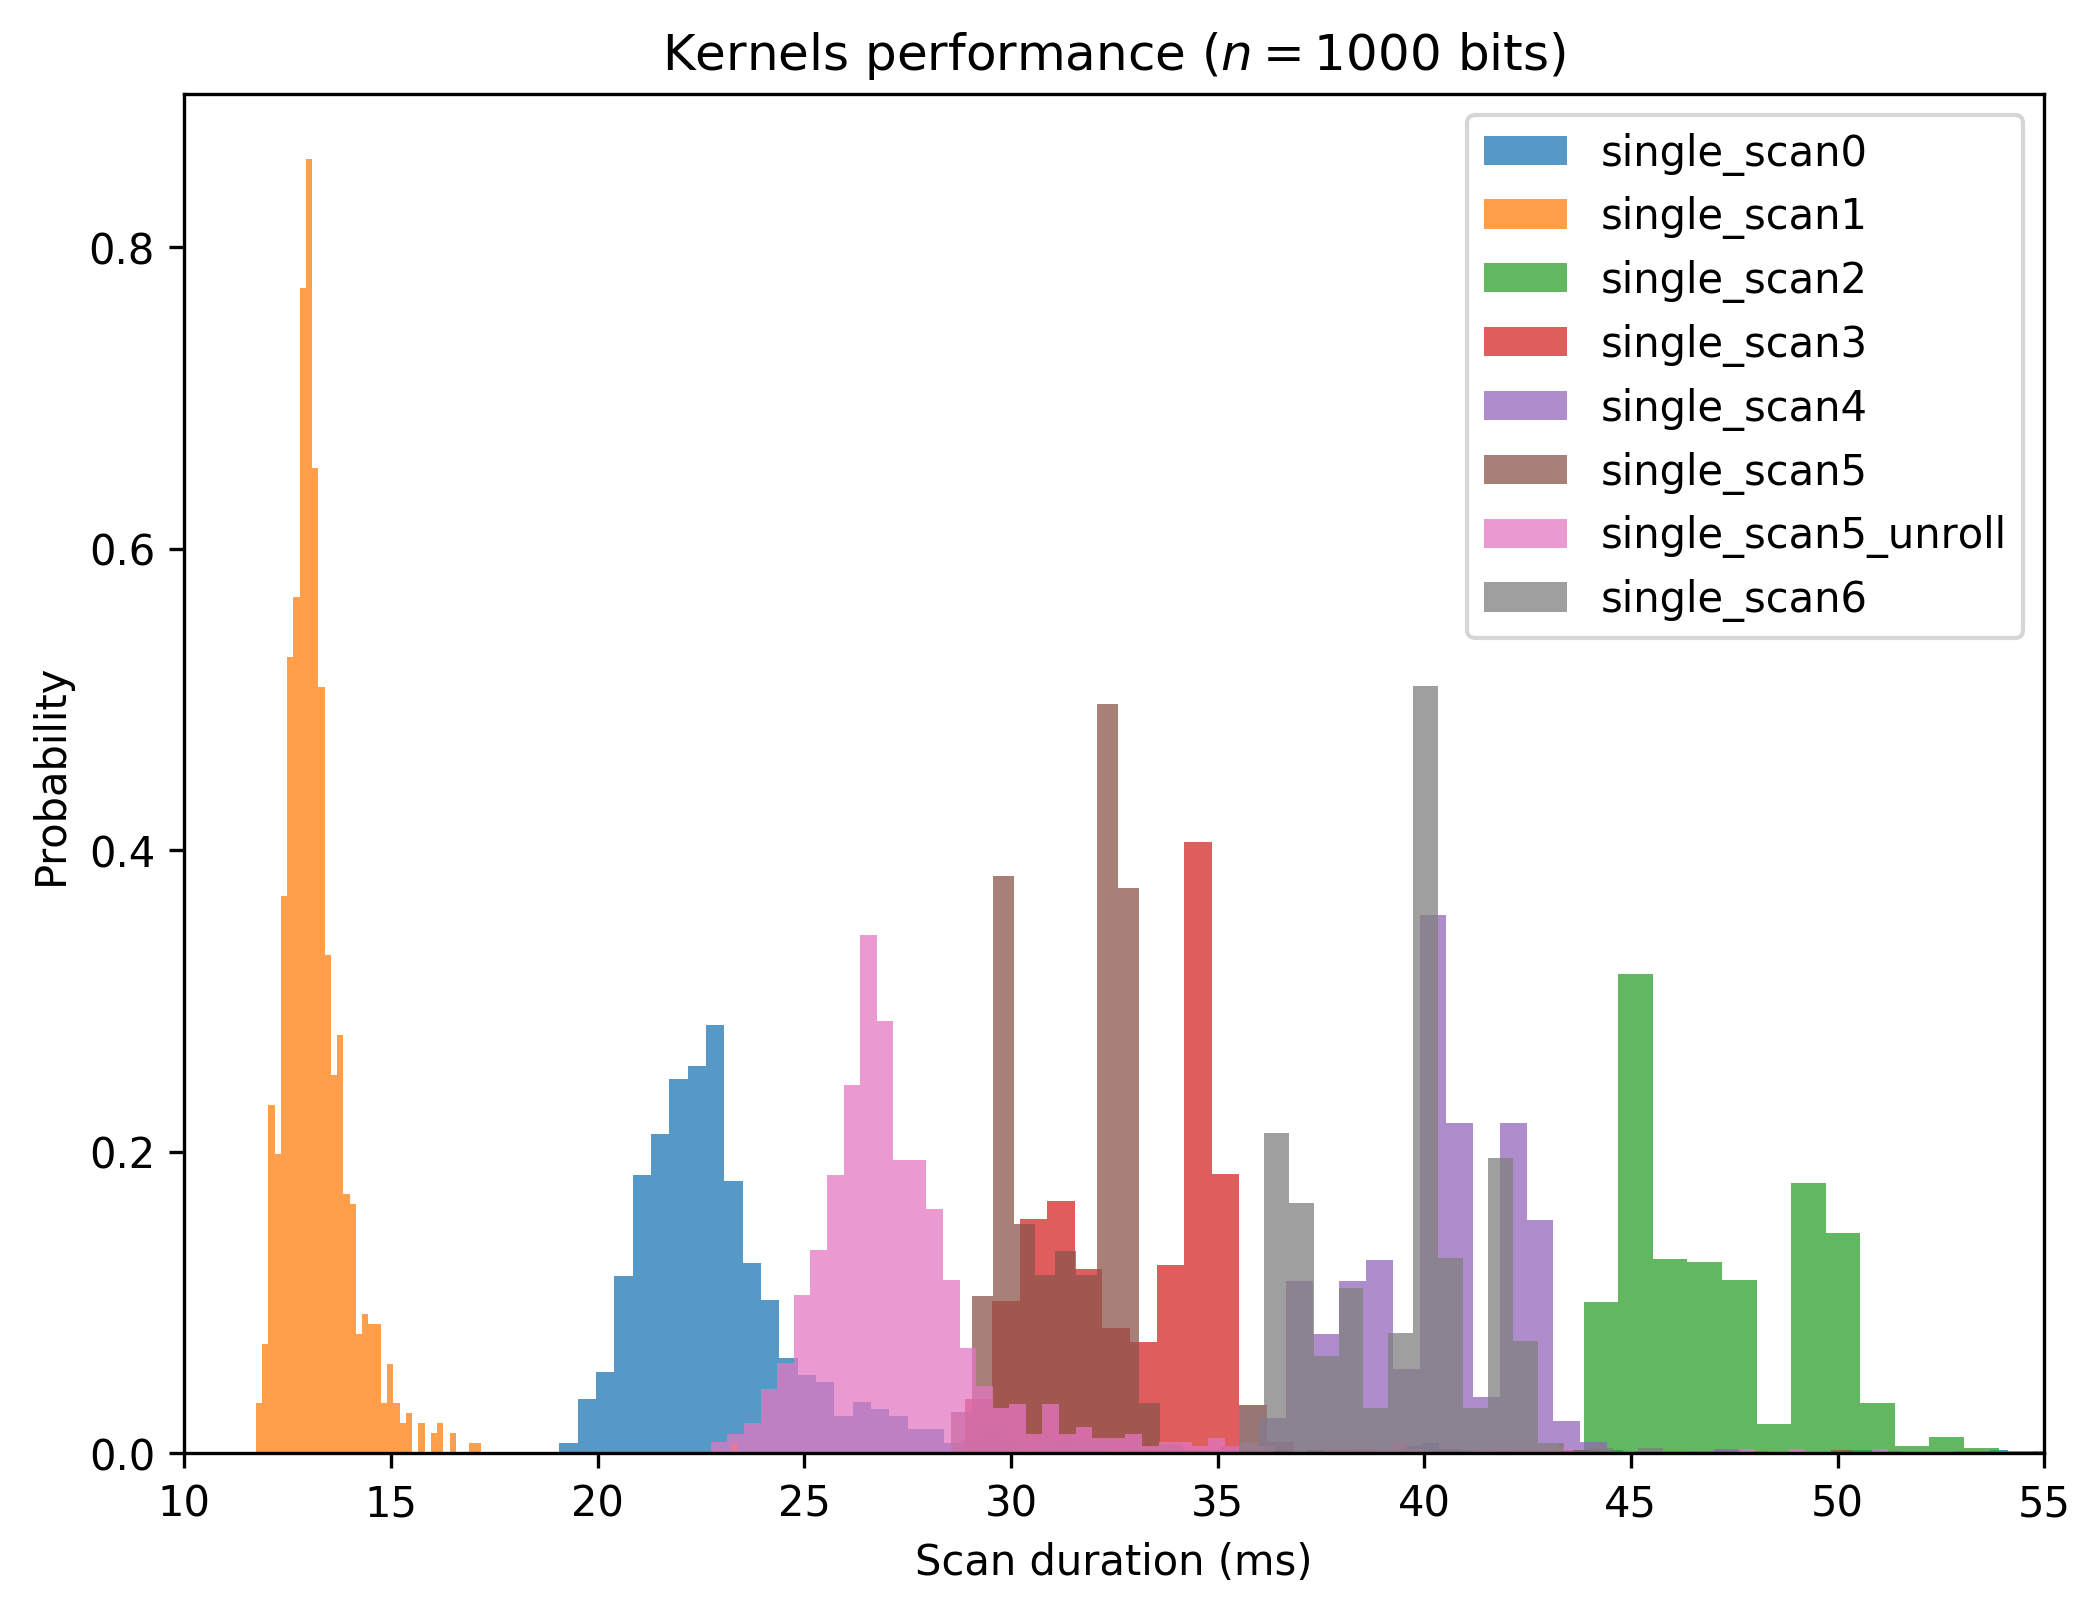 Kernels performance (n = 1000 bits)
single_scan0
single_scan1
single_scan2
single_scan3
single_scan4
single_scan5
single_scan5_unroll
single_scan6
Probability
0.8
0.6
0.4
0.2
0.0
10 15 20 25 30 35 40 45 50 55
Scan duration (ms)